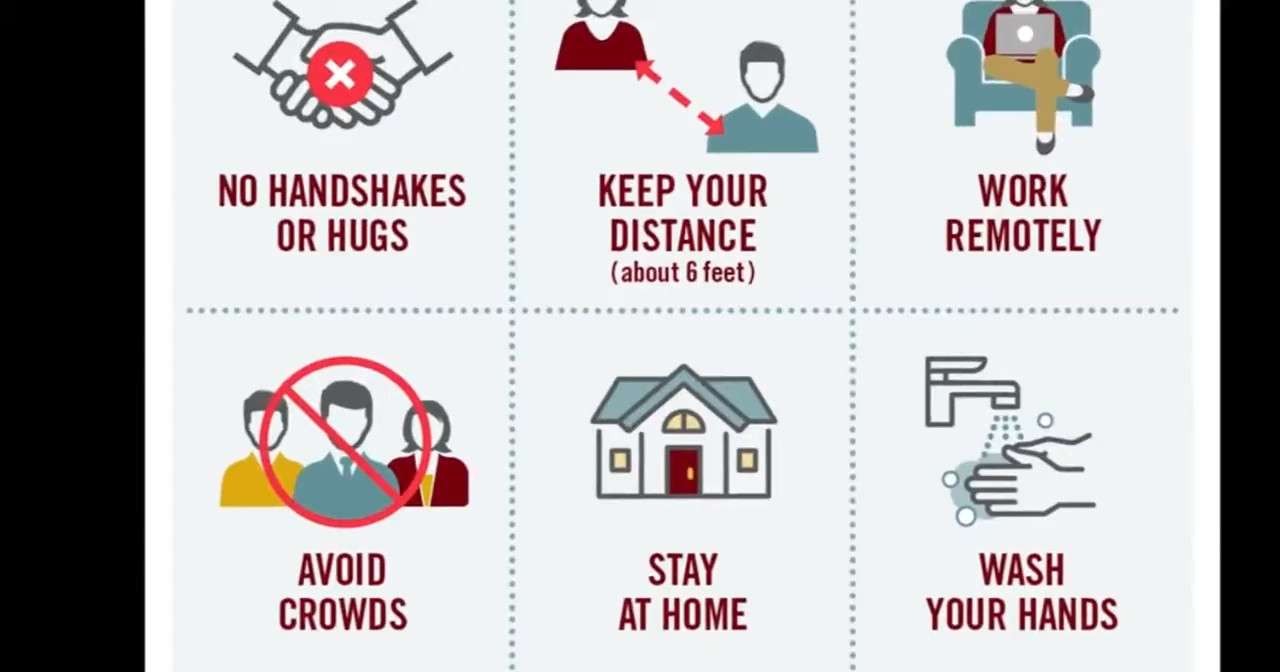 NO HANDSHAKES
OR HUGS
KEEP YOUR
DISTANCE
(about 6 feet)
WORK
REMOTELY
AVOID
CROWDS
STAY
AT HOME
WASH
YOUR HANDS